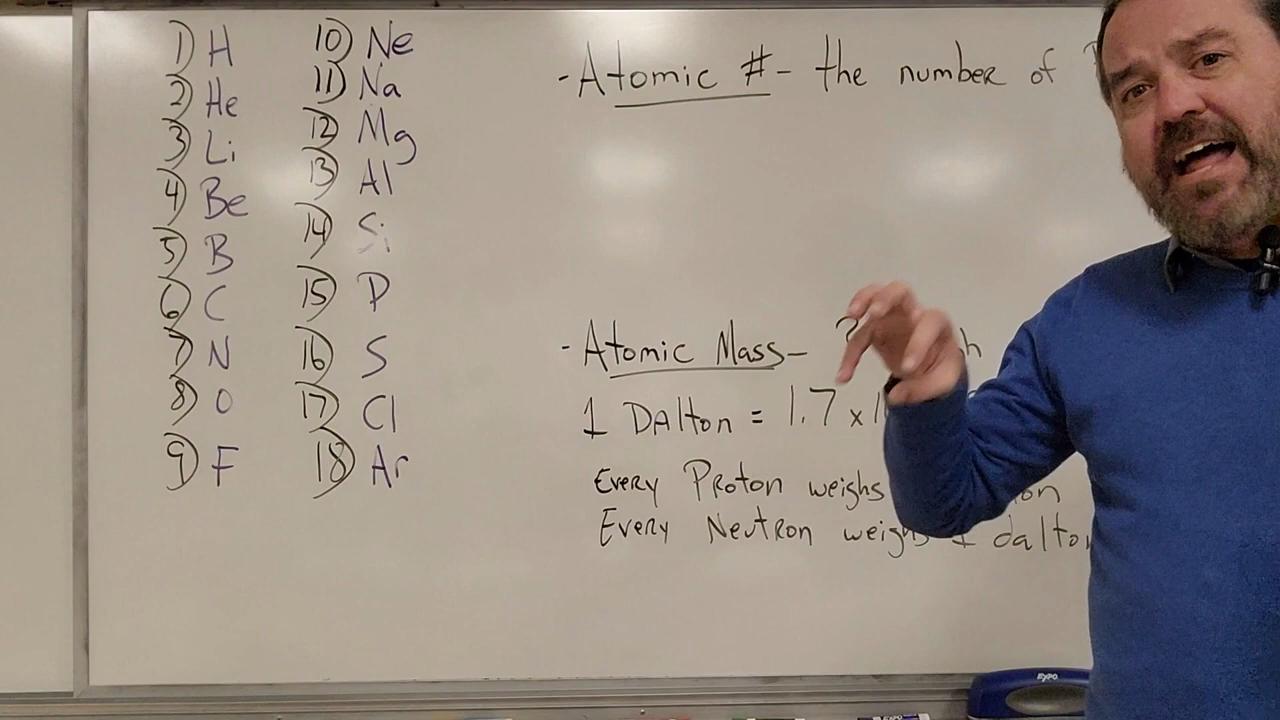 1) H
2) He
3) Li
4) Be
5) B
6) C
7) N
8) O
9) F
10) Ne
11) Na
12) Mg
13) Al
14) Si
15) P
16) S
17) Cl
18) Ar
- Atomic # - the number of
- Atomic Mass -
1 DAlton = 1.7 x 1
Every Proton weighs
Every Neutron weighs 1 dalton
EXPO
EXPO